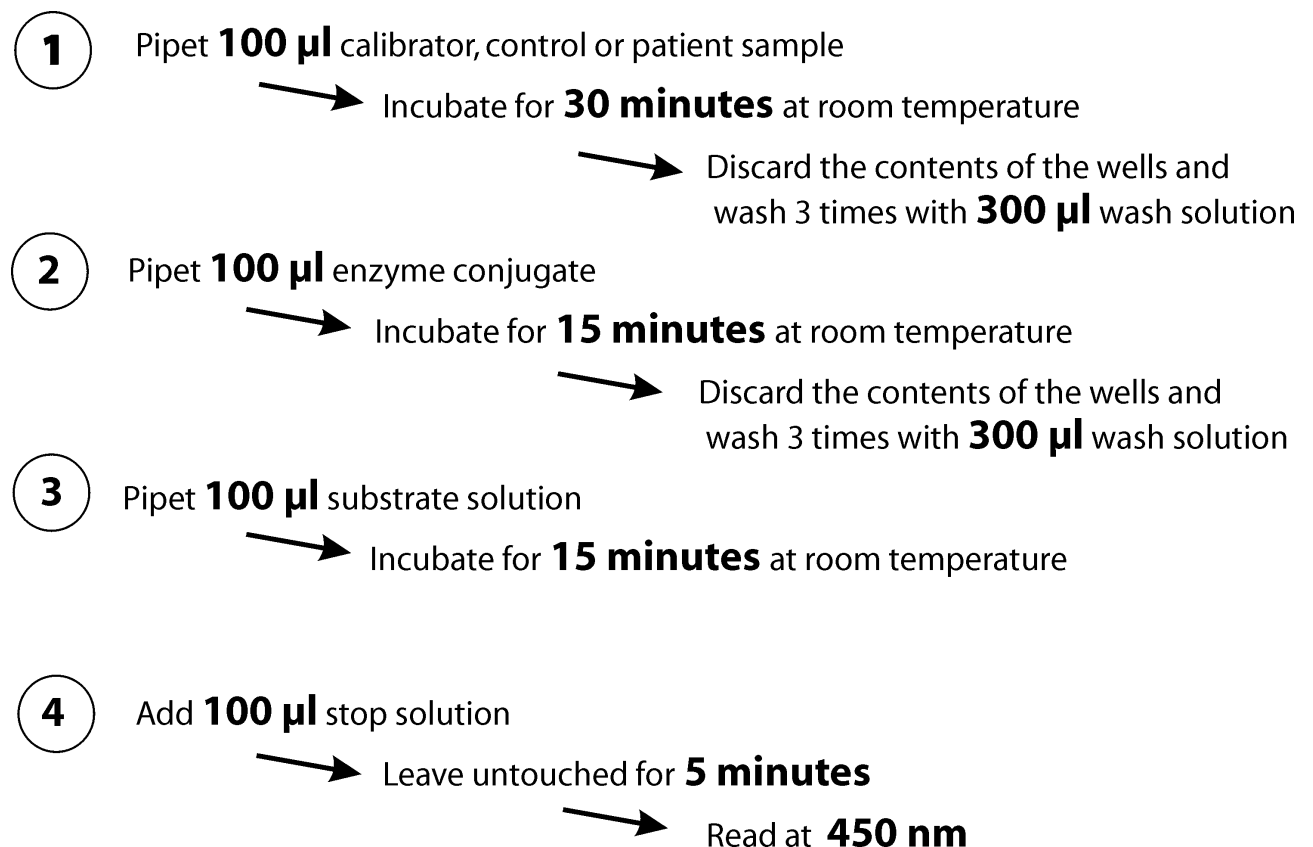 1 Pipet 100 µl calibrator, control or patient sample
Incubate for 30 minutes at room temperature
Discard the contents of the wells and
wash 3 times with 300 µl wash solution
2 Pipet 100 µl enzyme conjugate
Incubate for 15 minutes at room temperature
Discard the contents of the wells and
wash 3 times with 300 µl wash solution
3 Pipet 100 µl substrate solution
Incubate for 15 minutes at room temperature
4 Add 100 µl stop solution
Leave untouched for 5 minutes
Read at 450 nm